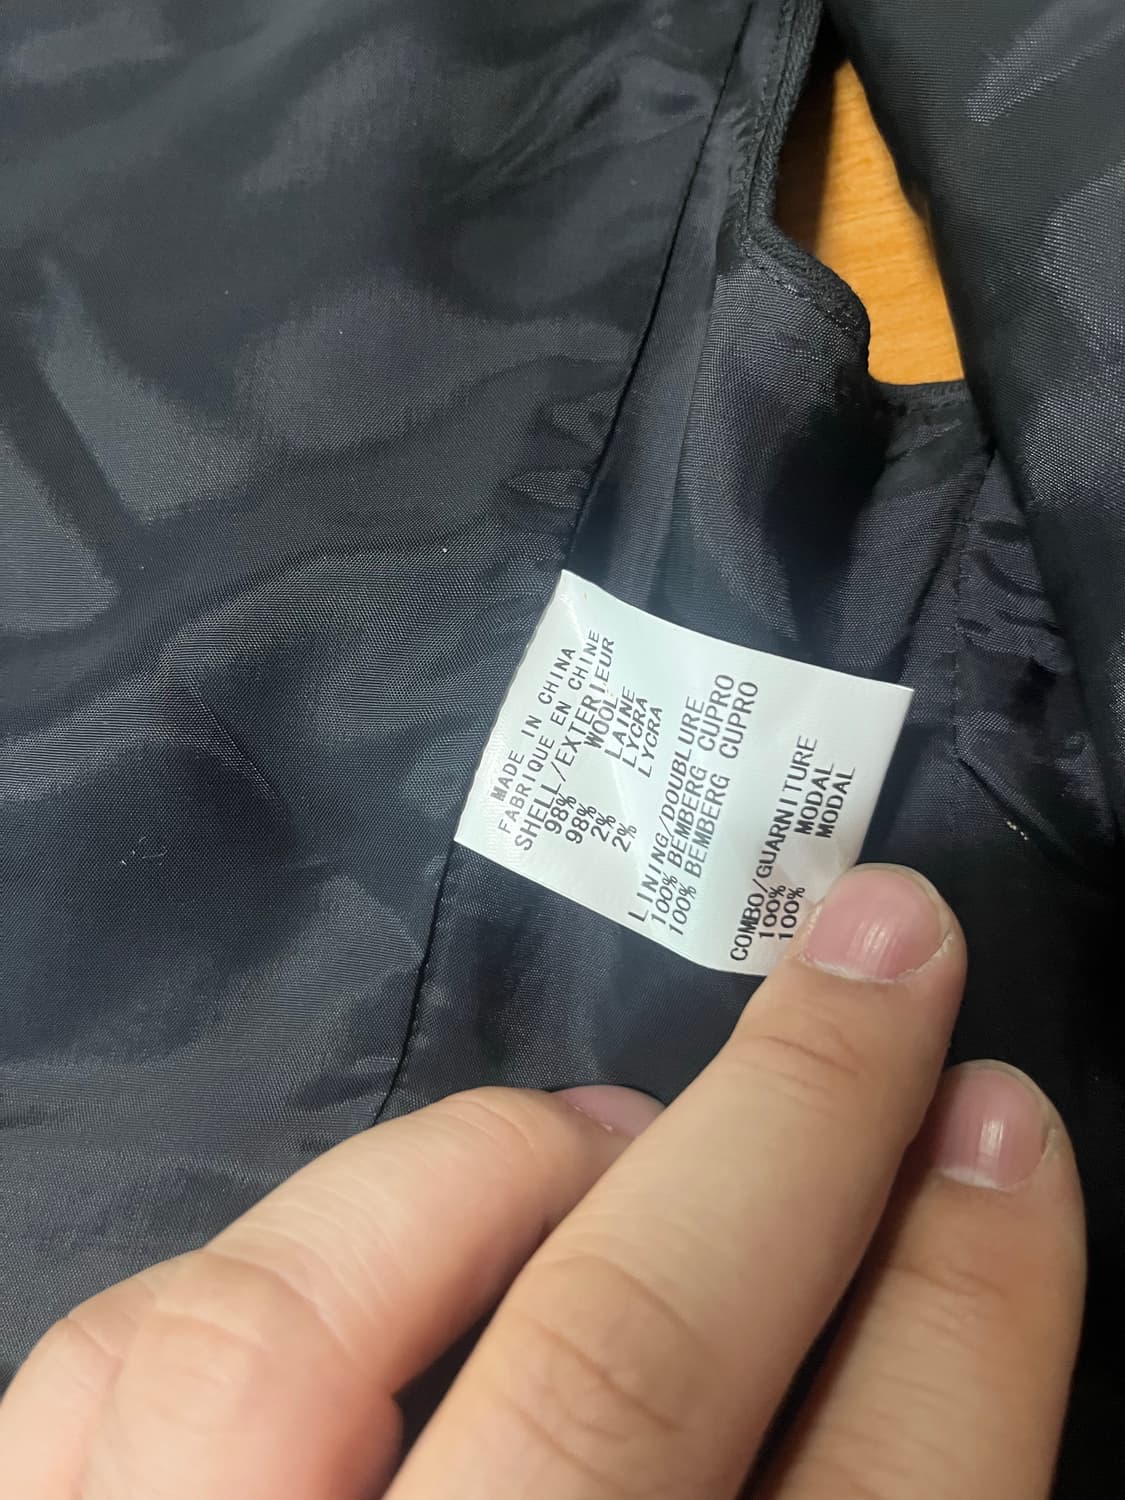 MADE IN CHINA
FABRIQUE EN CHINE
SHELL/EXTERIEUR
98% WOOL
98% LAINE
2% LYCRA
2% LYCRA
LINING/DOUBLURE
100% BEMBERG CUPRO
100% BEMBERG CUPRO
COMBO/GUARNITURE
100% MODAL
100% MODAL